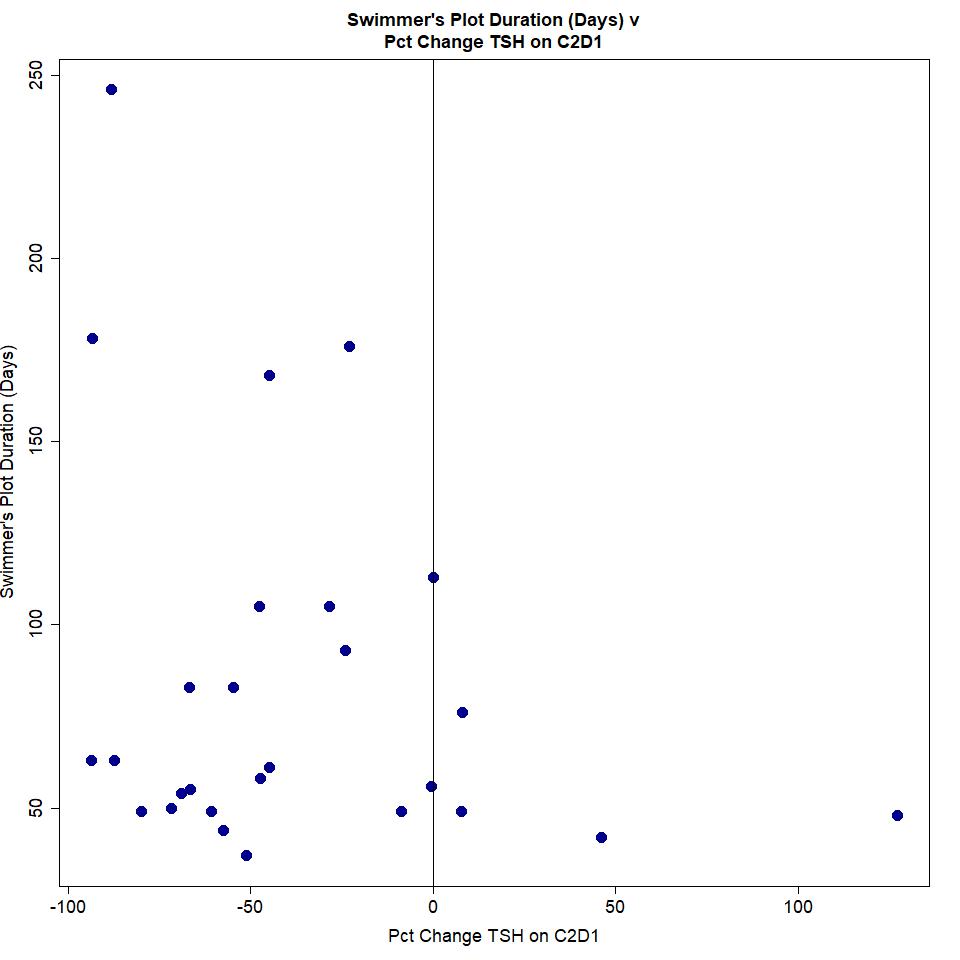 Swimmer's Plot Duration (Days) v
Pct Change TSH on C2D1
Swimmer's Plot Duration (Days)
250
200
150
100
50
-100
-50
0
50
100
Pct Change TSH on C2D1